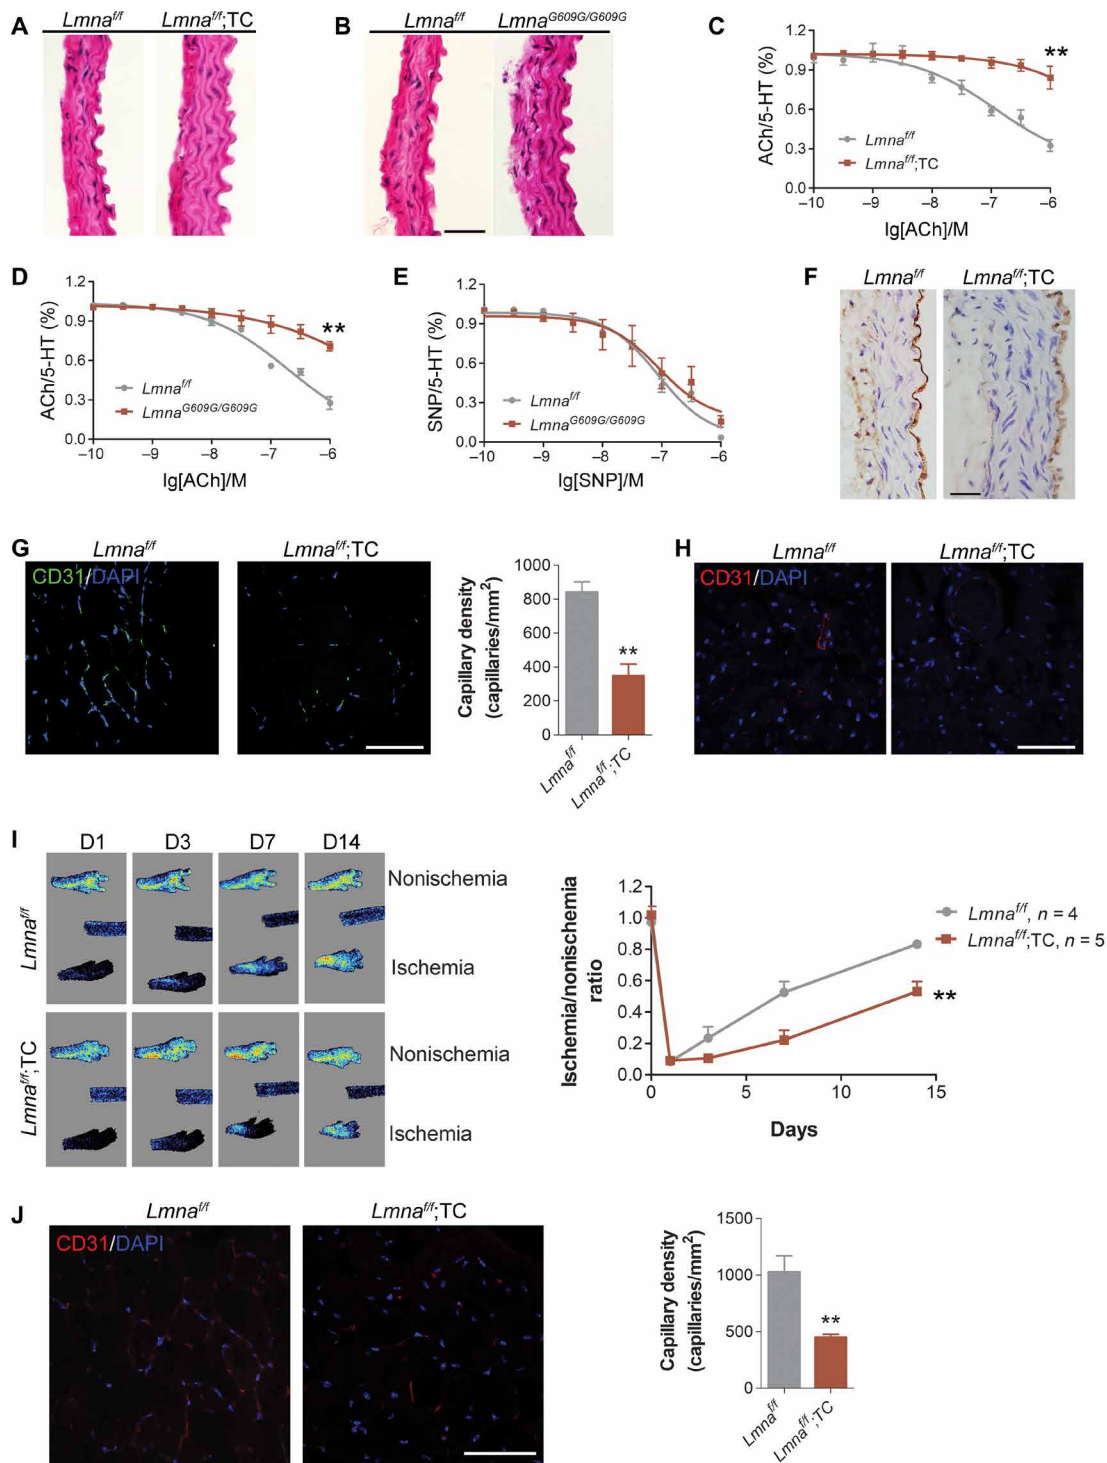 A
Lmna^f/f
Lmna^f/f;TC
B
Lmna^f/f
Lmna^G609G/G609G
C
ACh/5-HT (%)
1.2
0.9
0.6
0.3
0.0
**
Lmna^f/f
Lmna^f/f;TC
–10 –9 –8 –7 –6
lg[ACh]/M
D
ACh/5-HT (%)
1.2
0.9
0.6
0.3
0.0
**
Lmna^f/f
Lmna^G609G/G609G
–10 –9 –8 –7 –6
lg[ACh]/M
E
SNP/5-HT (%)
1.2
0.9
0.6
0.3
0.0
Lmna^f/f
Lmna^G609G/G609G
–10 –9 –8 –7 –6
lg[SNP]/M
F
Lmna^f/f
Lmna^f/f;TC
G
Lmna^f/f
Lmna^f/f;TC
CD31/DAPI
Capillary density
(capillaries/mm²)
1000
800
600
400
200
0
**
Lmna^f/f
Lmna^f/f;TC
H
Lmna^f/f
Lmna^f/f;TC
CD31/DAPI
I
D1 D3 D7 D14
Lmna^f/f
Nonischemia
Ischemia
Lmna^f/f;TC
Nonischemia
Ischemia
Ischemia/nonischemia
ratio
1.2
1.0
0.8
0.6
0.4
0.2
0.0
0 5 10 15
Days
Lmna^f/f, n = 4
Lmna^f/f;TC, n = 5
**
J
Lmna^f/f
Lmna^f/f;TC
CD31/DAPI
Capillary density
(capillaries/mm²)
1500
1000
500
0
**
Lmna^f/f
Lmna^f/f;TC